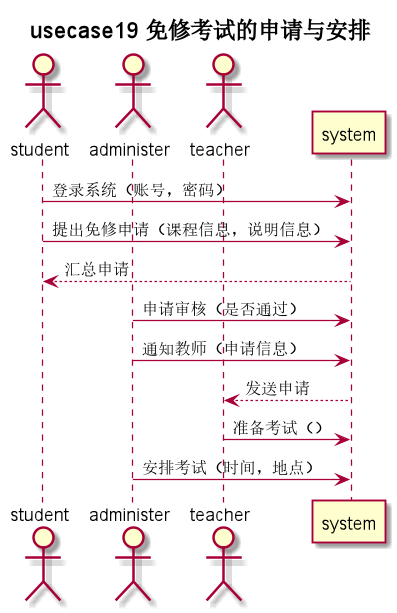 usecase19 免修考试的申请与安排
student administer teacher system
登录系统（账号，密码）
提出免修申请（课程信息，说明信息）
汇总申请
申请审核（是否通过）
通知教师（申请信息）
发送申请
准备考试（）
安排考试（时间，地点）
student administer teacher system